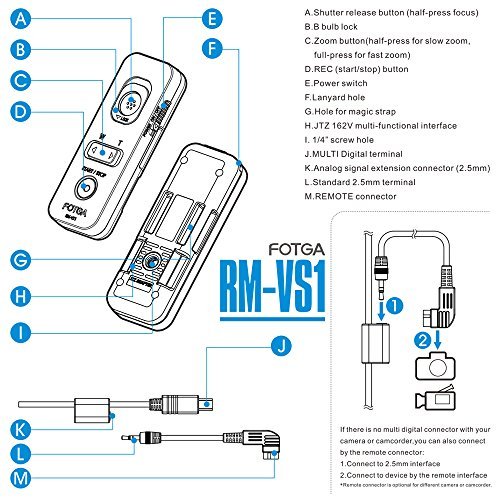 A.Shutter release button (half-press focus)
B.B bulb lock
C.Zoom button(half-press for slow zoom,
full-press for fast zoom)
D.REC (start/stop) button
E.Power switch
F.Lanyard hole
G.Hole for magic strap
H.JTZ 162V multi-functional interface
I. 1/4" screw hole
J.MULTI Digital terminal
K.Analog signal extension connector (2.5mm)
L.Standard 2.5mm terminal
M.REMOTE connector
A
B
C
D
E
F
W T
START / STOP
FOTGA
RM-VS1
G
H
I
FOTGA
RM-VS1
J
K
L
M
1
2
If there is no multi digital connector with your
camera or camcorder,you can also connect
by the remote connector:
1.Connect to 2.5mm interface
2.Connect to device by the remote terminal
*Remote connector is optional for different camera or camcorder.